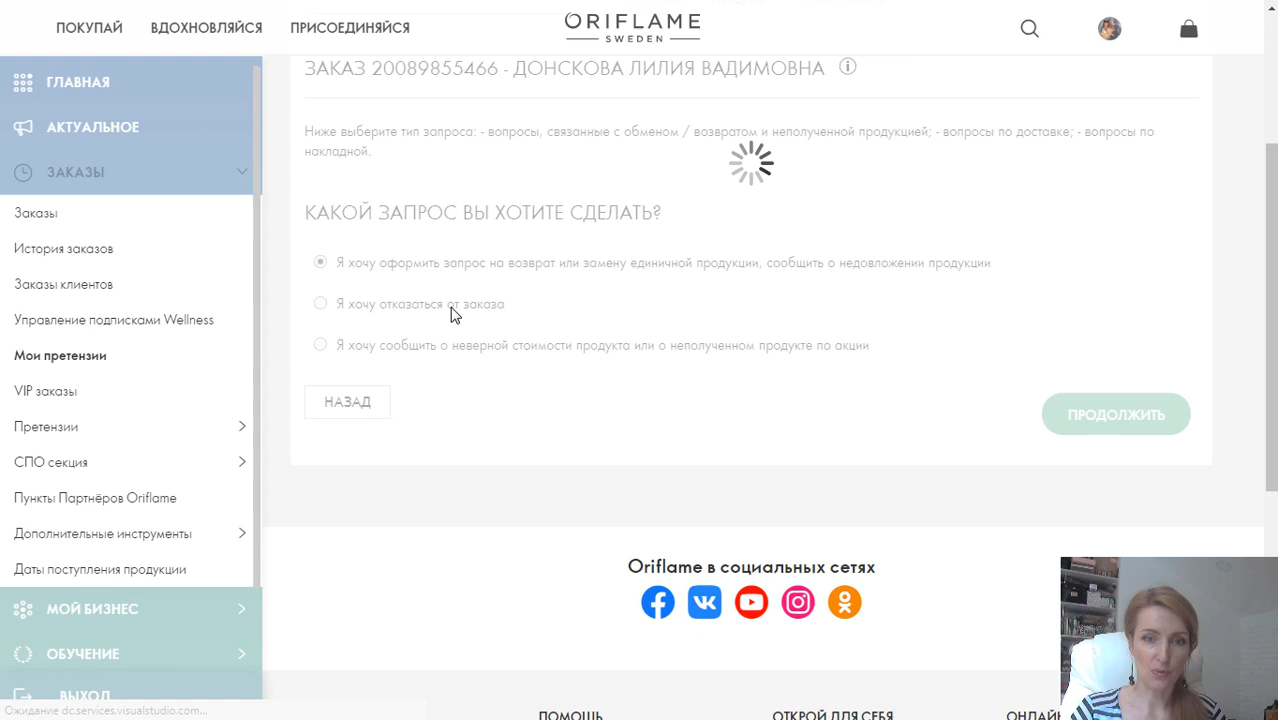 ПОКУПАЙ
ВДОХНОВЛЯЙСЯ
ПРИСОЕДИНЯЙСЯ
ORIFLAME
SWEDEN
ГЛАВНАЯ
АКТУАЛЬНОЕ
ЗАКАЗЫ
Заказы
История заказов
Заказы клиентов
Управление подписками Wellness
Мои претензии
VIP заказы
Претензии
СПО секция
Пункты Партнёров Oriflame
Дополнительные инструменты
Даты поступления продукции
МОЙ БИЗНЕС
ОБУЧЕНИЕ
ВЫХОД
Ожидание dc.services.visualstudio.com...
ЗАКАЗ 20089855466 - ДОНСКОВА ЛИЛИЯ ВАДИМОВНА
Ниже выберите тип запроса: - вопросы, связанные с обменом / возвратом и неполученной продукцией; - вопросы по доставке; - вопросы по
накладной.
КАКОЙ ЗАПРОС ВЫ ХОТИТЕ СДЕЛАТЬ?
Я хочу оформить запрос на возврат или замену единичной продукции, сообщить о недовложении продукции
Я хочу отказаться от заказа
Я хочу сообщить о неверной стоимости продукта или о неполученном продукте по акции
НАЗАД
ПРОДОЛЖИТЬ
Oriflame в социальных сетях
ПОМОЩЬ
ОТКРОЙ ДЛЯ СЕБЯ